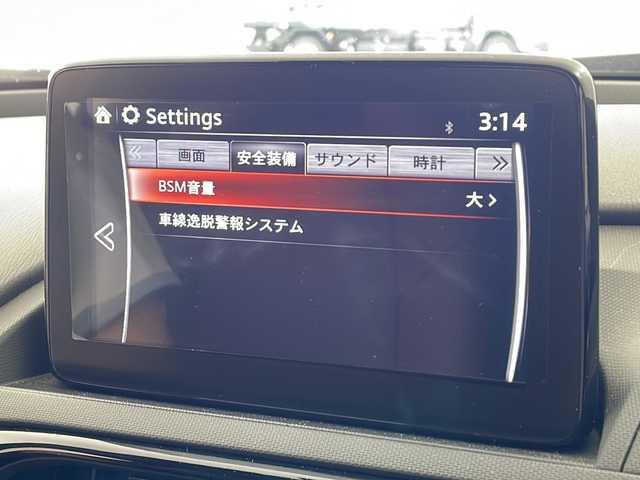 Settings 3:14
画面 安全装備 サウンド 時計
BSM音量 大
車線逸脱警報システム